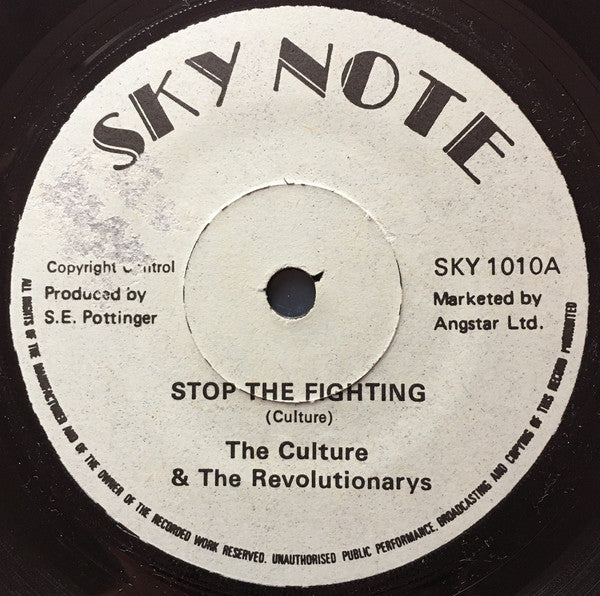 SKY NOTE
Copyright
SKY 1010A
Produced by
S.E. Pottinger
Marketed by
Angstar Ltd.
STOP THE FIGHTING
(Culture)
The Culture
& The Revolutionarys
ALL RIGHTS OF THE MANUFACTURER AND OF THE OWNER OF THE RECORDED WORK RESERVED. UNAUTHORISED PUBLIC PERFORMANCE, BROADCASTING AND COPYING OF THIS RECORD PROHIBITED